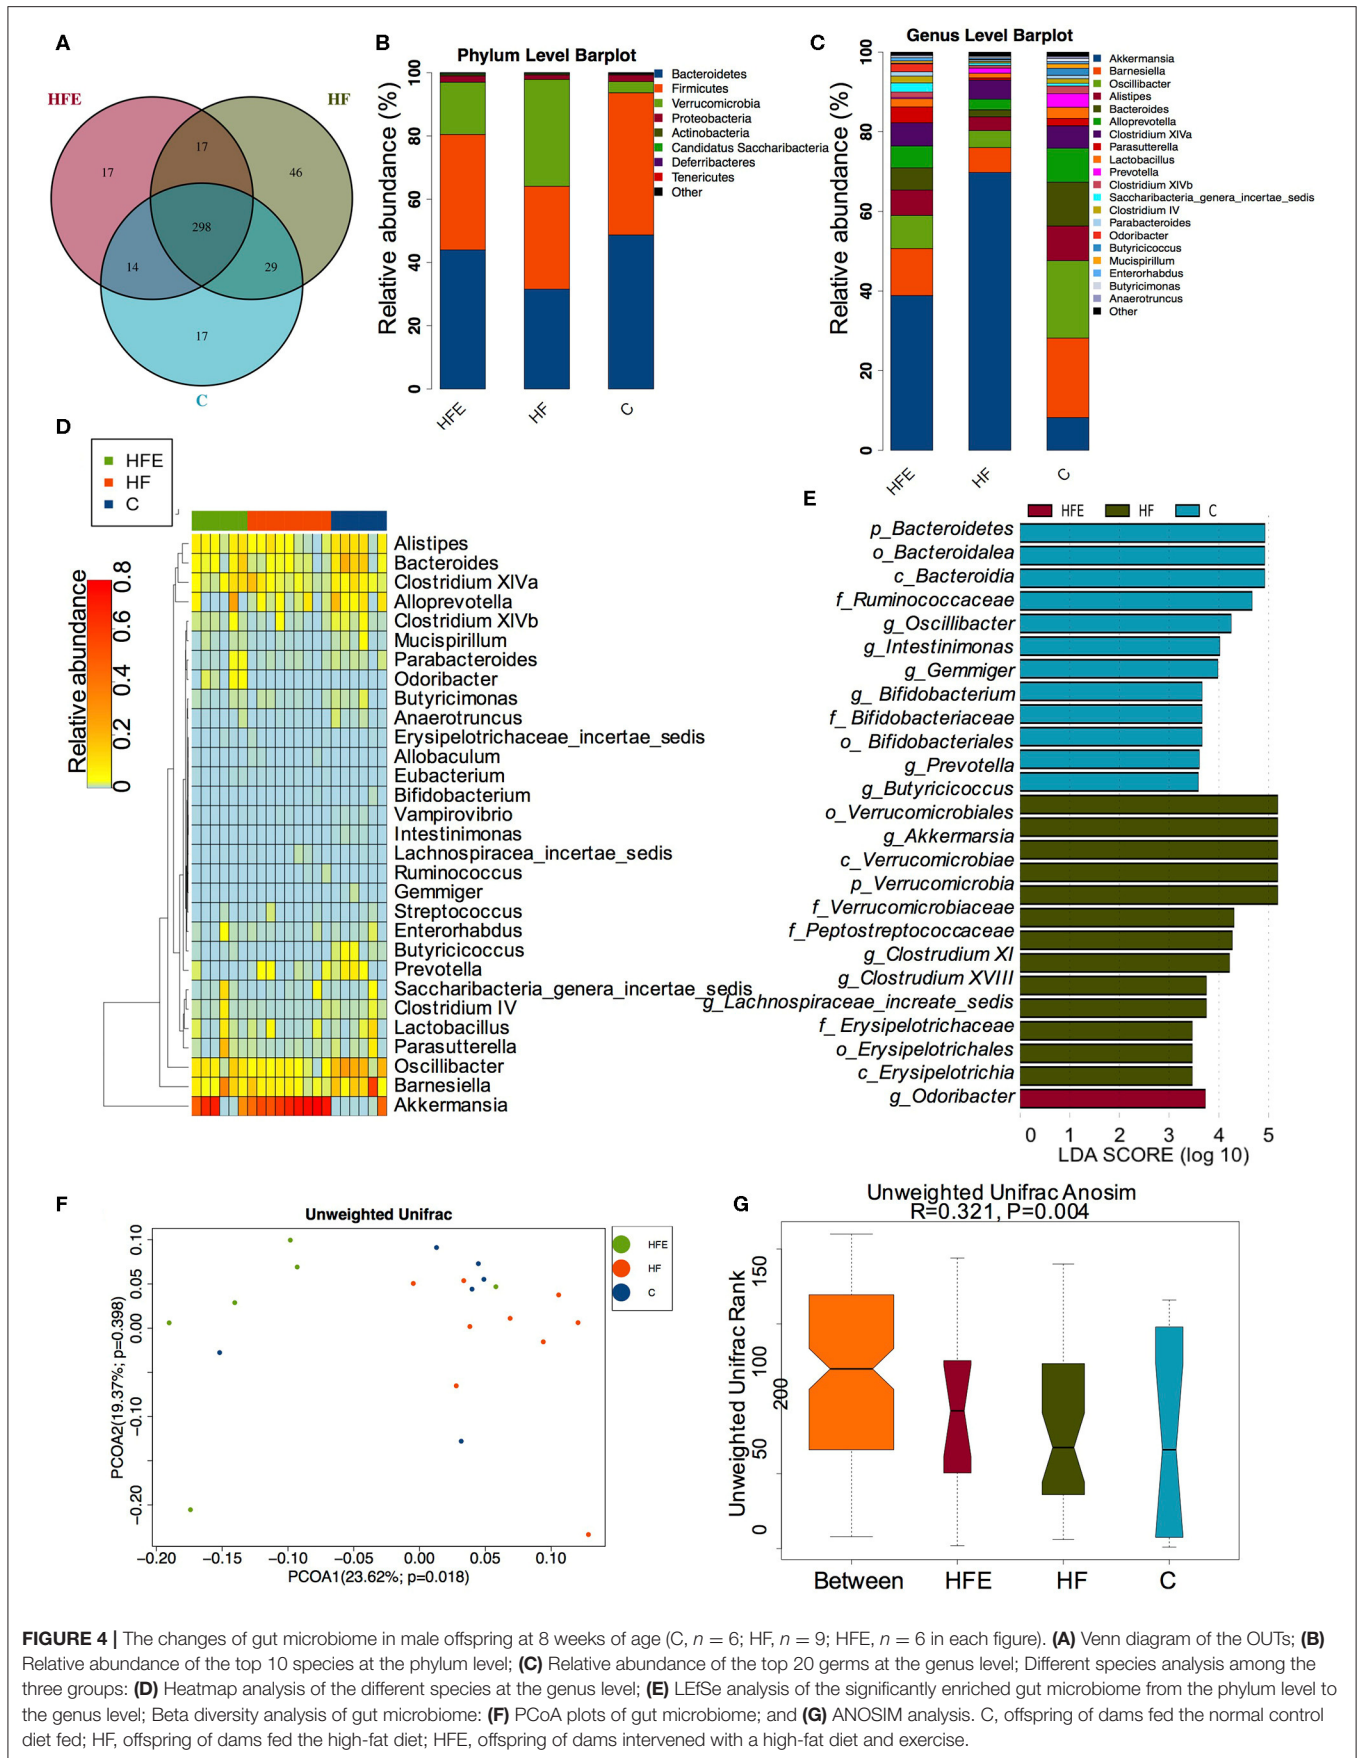 A
HFE
HF
17
17
46
298
14
29
17
C
B
Phylum Level Barplot
Relative abundance (%)
100
80
60
40
20
0
HFE
HF
C
Bacteroidetes
Firmicutes
Verrucomicrobia
Proteobacteria
Actinobacteria
Candidatus Saccharibacteria
Deferribacteres
Tenericutes
Other
C
Genus Level Barplot
Relative abundance (%)
100
80
60
40
20
0
HFE
HF
C
Akkermansia
Barnesiella
Oscillibacter
Alistipes
Bacteroides
Alloprevotella
Clostridium XIVa
Parasutterella
Lactobacillus
Prevotella
Clostridium XIVb
Saccharibacteria_genera_incertae_sedis
Clostridium IV
Parabacteroides
Odoribacter
Butyricicoccus
Mucispirillum
Enterorhabdus
Butyricimonas
Anaerotruncus
Other
D
HFE
HF
C
Relative abundance
0.8
0.6
0.4
0.2
0
Alistipes
Bacteroides
Clostridium XIVa
Alloprevotella
Clostridium XIVb
Mucispirillum
Parabacteroides
Odoribacter
Butyricimonas
Anaerotruncus
Erysipelotrichaceae_incertae_sedis
Allobaculum
Eubacterium
Bifidobacterium
Vampirovibrio
Intestinimonas
Lachnospiracea_incertae_sedis
Ruminococcus
Gemmiger
Streptococcus
Enterorhabdus
Butyricicoccus
Prevotella
Saccharibacteria_genera_incertae_sedis
Clostridium IV
Lactobacillus
Parasutterella
Oscillibacter
Barnesiella
Akkermansia
E
HFE HF C
p_Bacteroidetes
o_Bacteroidalea
c_Bacteroidia
f_Ruminococcaceae
g_Oscillibacter
g_Intestinimonas
g_Gemmiger
g_ Bifidobacterium
f_ Bifidobacteriaceae
o_ Bifidobacteriales
g_Prevotella
g_Butyricicoccus
o_Verrucomicrobiales
g_Akkermarsia
c_Verrucomicrobiae
p_Verrucomicrobia
f_Verrucomicrobiaceae
f_Peptostreptococcaceae
g_Clostrudium XI
g_Clostrudium XVIII
g_Lachnospiraceae_increate_sedis
f_ Erysipelotrichaceae
o_Erysipelotrichales
c_Erysipelotrichia
g_Odoribacter
0 1 2 3 4 5
LDA SCORE (log 10)
F
Unweighted Unifrac
PCOA2(19.37%; p=0.398)
0.10
0.05
0.00
−0.10
−0.20
−0.20 −0.15 −0.10 −0.05 0.00 0.05 0.10
PCOA1(23.62%; p=0.018)
HFE
HF
C
G
Unweighted Unifrac Anosim
R=0.321, P=0.004
Unweighted Unifrac Rank
150
100
200
50
0
Between HFE HF C
FIGURE 4 | The changes of gut microbiome in male offspring at 8 weeks of age (C, n = 6; HF, n = 9; HFE, n = 6 in each figure). (A) Venn diagram of the OUTs; (B)
Relative abundance of the top 10 species at the phylum level; (C) Relative abundance of the top 20 germs at the genus level; Different species analysis among the
three groups: (D) Heatmap analysis of the different species at the genus level; (E) LEfSe analysis of the significantly enriched gut microbiome from the phylum level to
the genus level; Beta diversity analysis of gut microbiome: (F) PCoA plots of gut microbiome; and (G) ANOSIM analysis. C, offspring of dams fed the normal control
diet fed; HF, offspring of dams fed the high-fat diet; HFE, offspring of dams intervened with a high-fat diet and exercise.